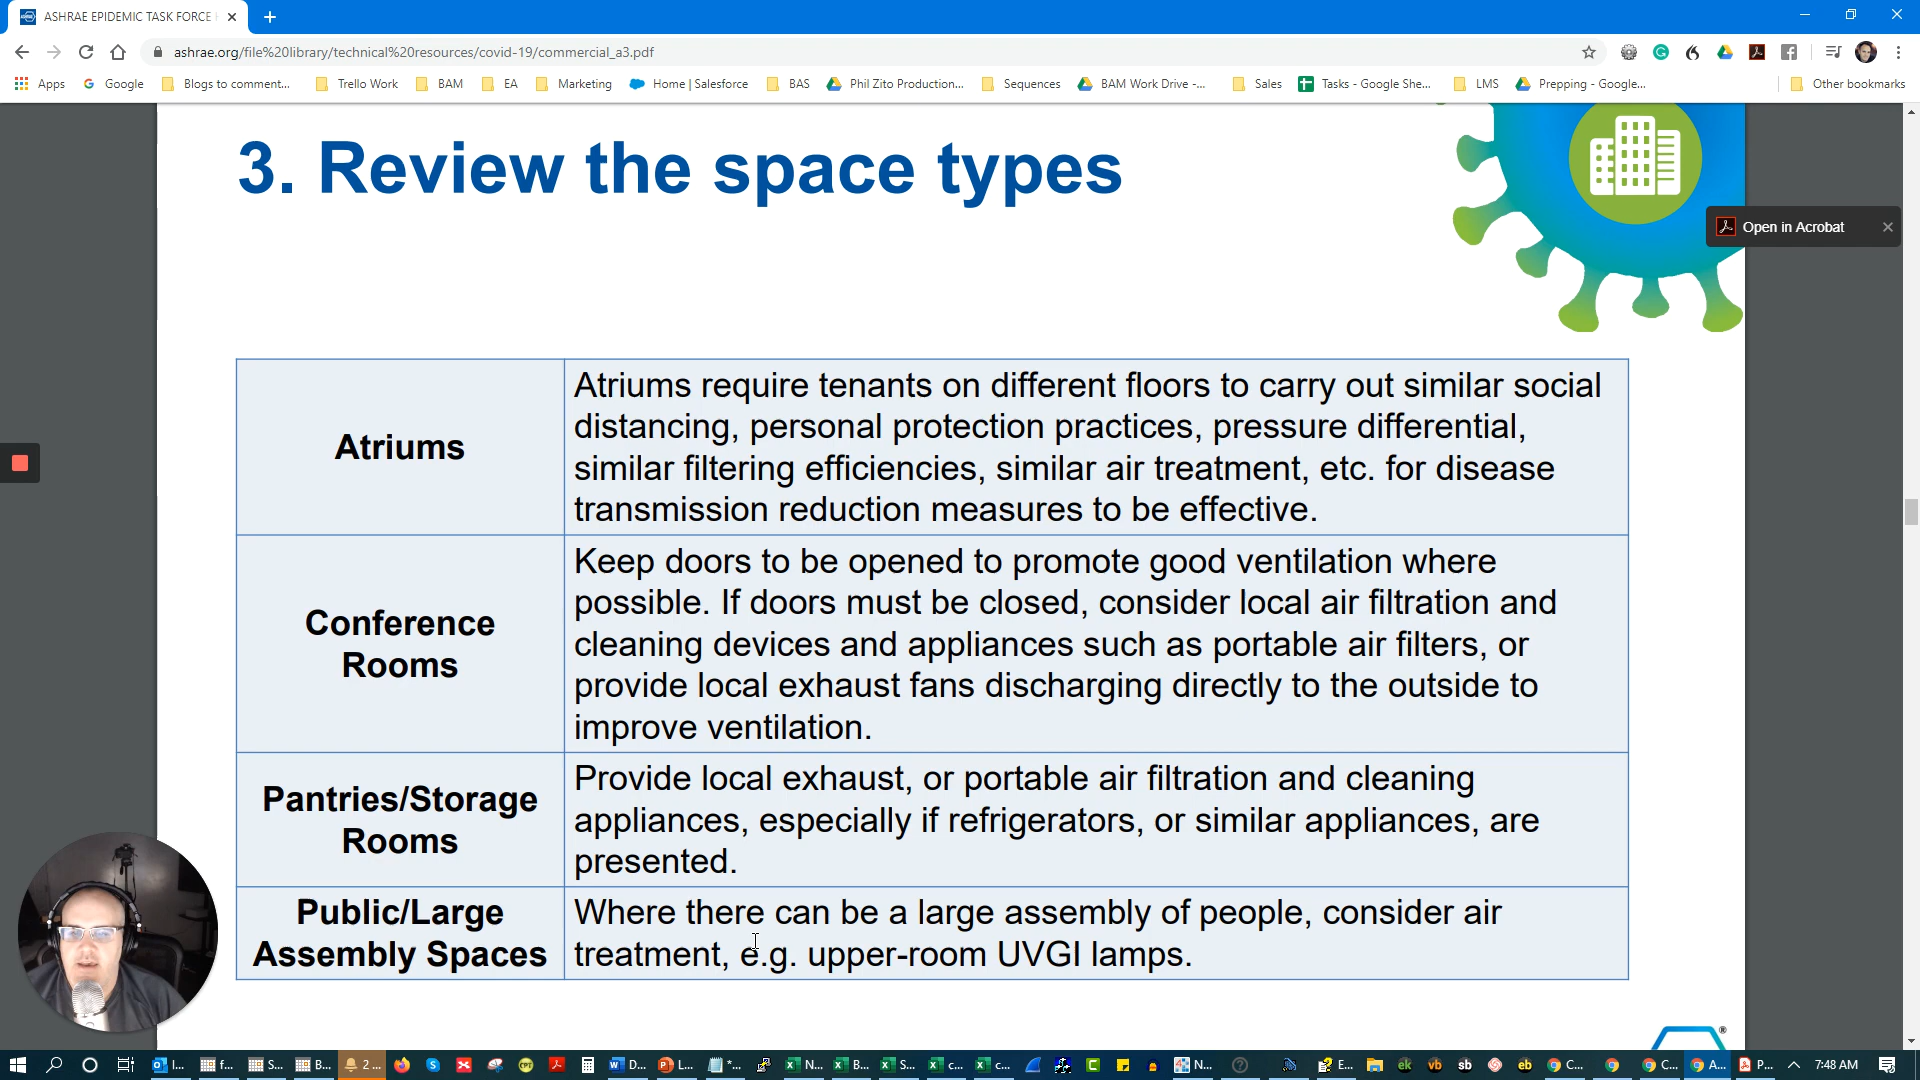 ASHRAE EPIDEMIC TASK FORCE
ashrae.org/file%20library/technical%20resources/covid-19/commercial_a3.pdf
Apps Google Blogs to comment... Trello Work BAM EA Marketing Home | Salesforce BAS Phil Zito Production... Sequences BAM Work Drive -... Sales Tasks - Google She... LMS Prepping - Google... Other bookmarks
3. Review the space types
Open in Acrobat
Atriums
Atriums require tenants on different floors to carry out similar social
distancing, personal protection practices, pressure differential,
similar filtering efficiencies, similar air treatment, etc. for disease
transmission reduction measures to be effective.
Conference
Rooms
Keep doors to be opened to promote good ventilation where
possible. If doors must be closed, consider local air filtration and
cleaning devices and appliances such as portable air filters, or
provide local exhaust fans discharging directly to the outside to
improve ventilation.
Pantries/Storage
Rooms
Provide local exhaust, or portable air filtration and cleaning
appliances, especially if refrigerators, or similar appliances, are
presented.
Public/Large
Assembly Spaces
Where there can be a large assembly of people, consider air
treatment, e.g. upper-room UVGI lamps.
®
I... f... S... B... 2... D... L... *... N... B... S... c... c... N... E... ek vb sb eb C... C... A... P... 7:48 AM